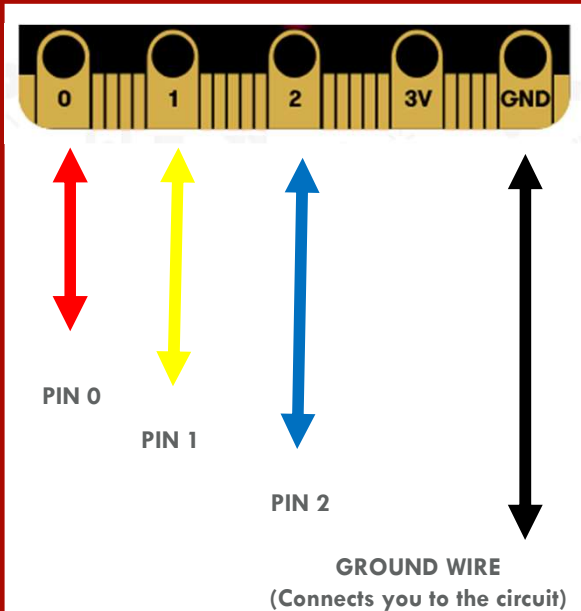 0 1 2 3V GND
PIN 0
PIN 1
PIN 2
GROUND WIRE
(Connects you to the circuit)